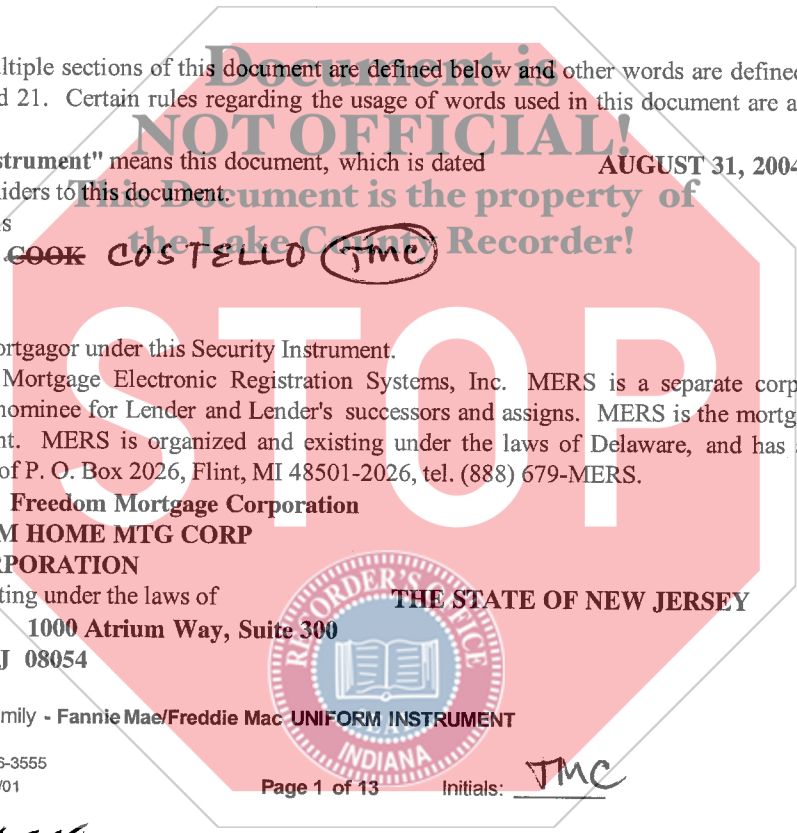 Document is
ltiple sections of this document are defined below and other words are defined
d 21. Certain rules regarding the usage of words used in this document are a
NOT OFFICIAL!
strument" means this document, which is dated AUGUST 31, 2004
iders to this document.
This Document is the property of
s
the Lake County Recorder!
COOK COSTELLO JMC
STOP
ortgagor under this Security Instrument.
Mortgage Electronic Registration Systems, Inc. MERS is a separate corp
nominee for Lender and Lender's successors and assigns. MERS is the mortg
nt. MERS is organized and existing under the laws of Delaware, and has a
of P. O. Box 2026, Flint, MI 48501-2026, tel. (888) 679-MERS.
Freedom Mortgage Corporation
M HOME MTG CORP
RPORATION
ting under the laws of THE STATE OF NEW JERSEY
1000 Atrium Way, Suite 300
J 08054
RECORDER'S OFFICE
INDIANA
mily - Fannie Mae/Freddie Mac UNIFORM INSTRUMENT
6-3555
/01
Page 1 of 13 Initials: JMC